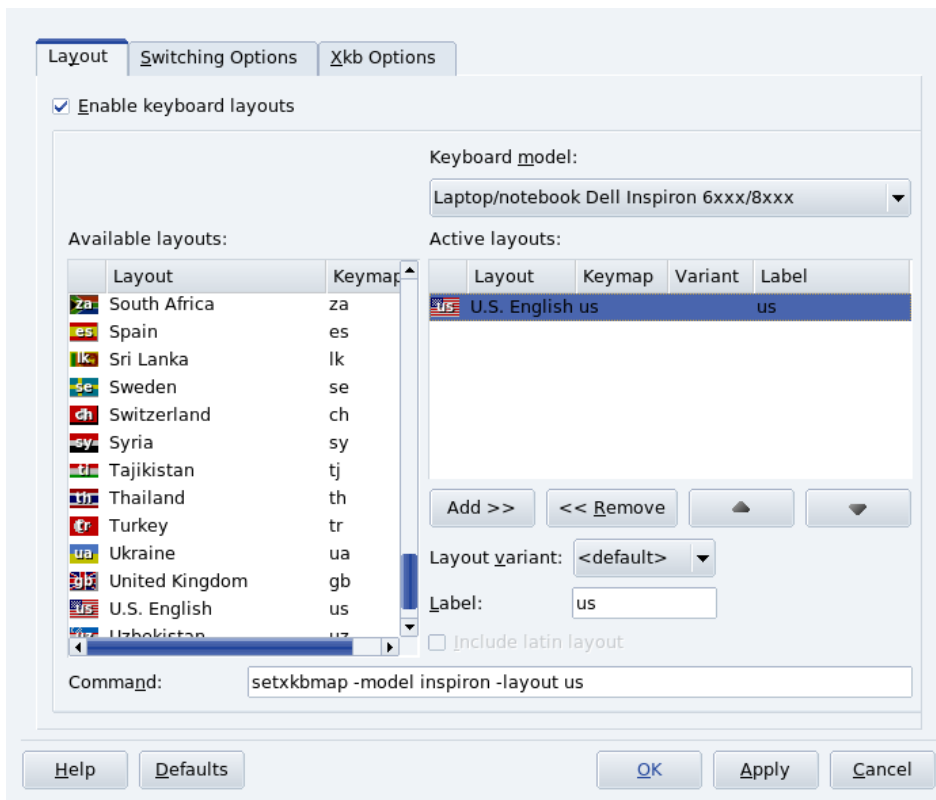 Layout Switching Options Xkb Options
Enable keyboard layouts
Keyboard model:
Laptop/notebook Dell Inspiron 6xxx/8xxx
Available layouts:
Layout Keymap
za South Africa za
es Spain es
lk Sri Lanka lk
se Sweden se
ch Switzerland ch
sy Syria sy
tj Tajikistan tj
th Thailand th
tr Turkey tr
ua Ukraine ua
gb United Kingdom gb
us U.S. English us
uz Uzbekistan uz
Active layouts:
Layout Keymap Variant Label
us U.S. English us us
Add >> << Remove
Layout variant: <default>
Label: us
Include latin layout
Command: setxkbmap -model inspiron -layout us
Help Defaults OK Apply Cancel